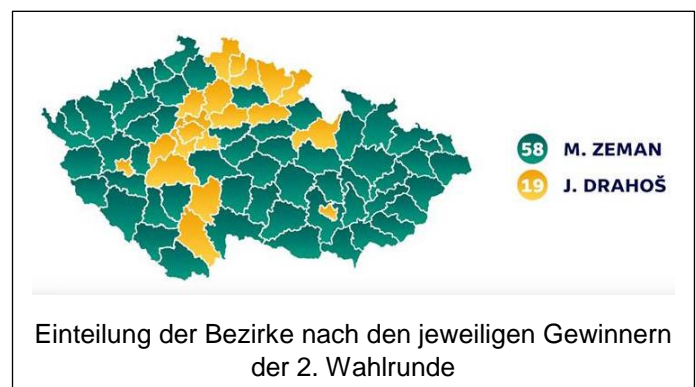 58 M. ZEMAN
19 J. DRAHOŠ
Einteilung der Bezirke nach den jeweiligen Gewinnern
der 2. Wahlrunde